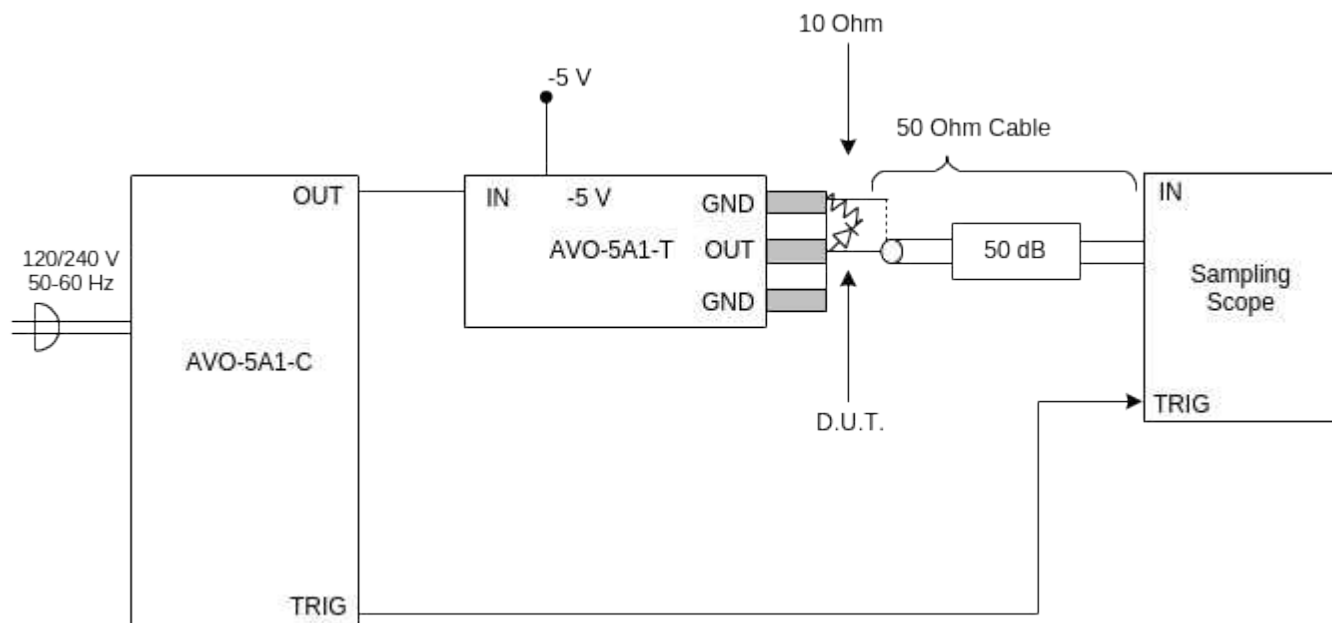 10 Ohm
-5 V
50 Ohm Cable
OUT
IN
-5 V
GND
IN
AVO-5A1-T
OUT
50 dB
120/240 V
50-60 Hz
Sampling
Scope
GND
AVO-5A1-C
TRIG
D.U.T.
TRIG